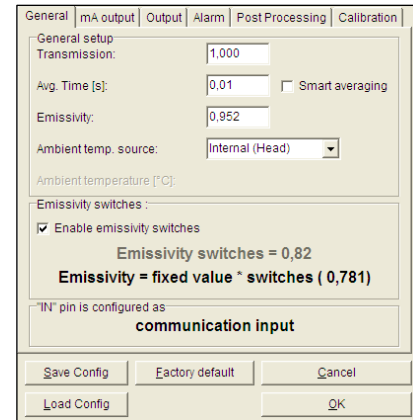 General mA output Output Alarm Post Processing Calibration
General setup
Transmission: 1,000
Avg. Time [s]: 0,01 Smart averaging
Emissivity: 0,952
Ambient temp. source: Internal (Head)
Ambient temperature [°C]:
Emissivity switches :
Enable emissivity switches
Emissivity switches = 0,82
Emissivity = fixed value * switches ( 0,781)
"IN" pin is configured as
communication input
Save Config Factory default Cancel
Load Config OK